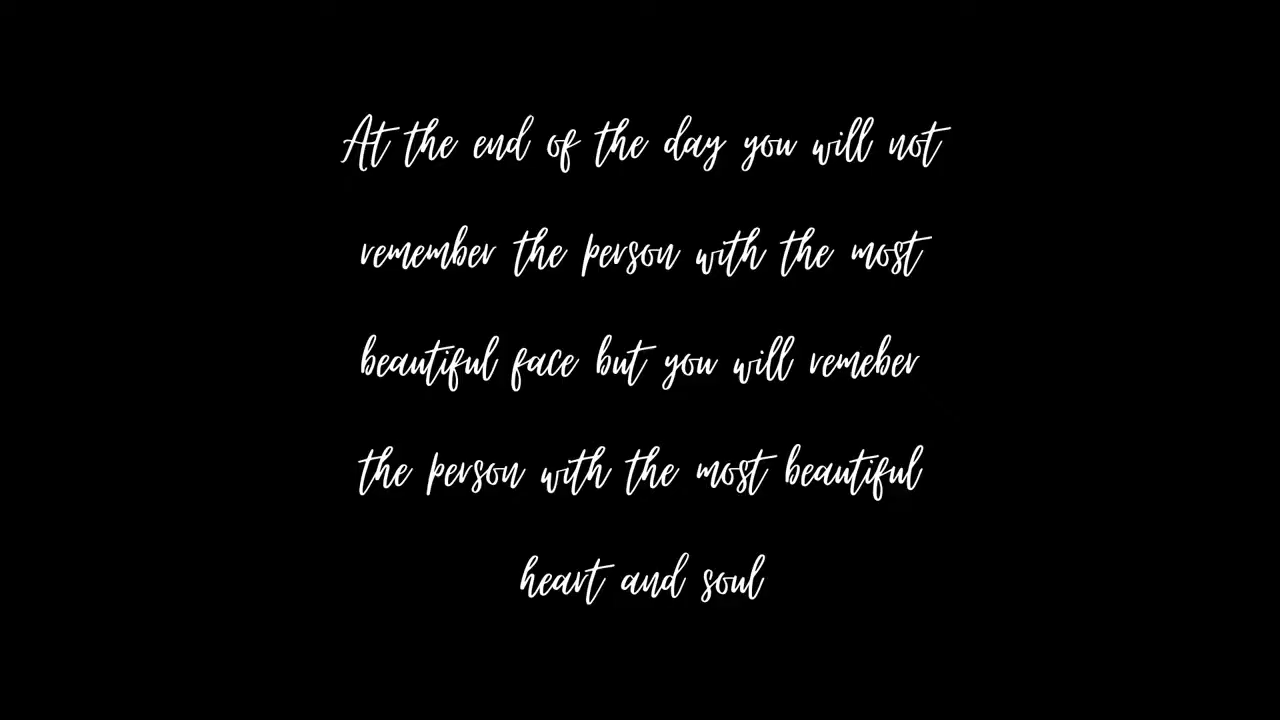 At the end of the day you will not
remember the person with the most
beautiful face but you will remeber
the person with the most beautiful
heart and soul